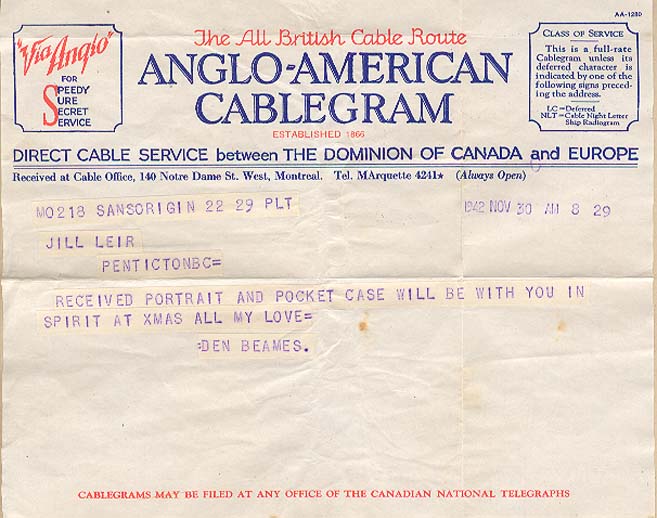 AA-1280
"Via Anglo"
FOR
SPEEDY
SURE
SECRET
SERVICE
The All British Cable Route
ANGLO-AMERICAN
CABLEGRAM
ESTABLISHED 1866
CLASS OF SERVICE
This is a full-rate
Cablegram unless its
deferred character is
indicated by one of the
following signs preced-
ing the address.
LC=Deferred
NLT=Cable Night Letter
Ship Radiogram
DIRECT CABLE SERVICE between THE DOMINION OF CANADA and EUROPE
Received at Cable Office, 140 Notre Dame St. West, Montreal. Tel. MArquette 4241★ (Always Open)
MO218 SANSORIGIN 22 29 PLT
1942 NOV 30 AM 8 29
JILL LEIR
PENTICTONBC=
RECEIVED PORTRAIT AND POCKET CASE WILL BE WITH YOU IN
SPIRIT AT XMAS ALL MY LOVE=
:DEN BEAMES.
CABLEGRAMS MAY BE FILED AT ANY OFFICE OF THE CANADIAN NATIONAL TELEGRAPHS